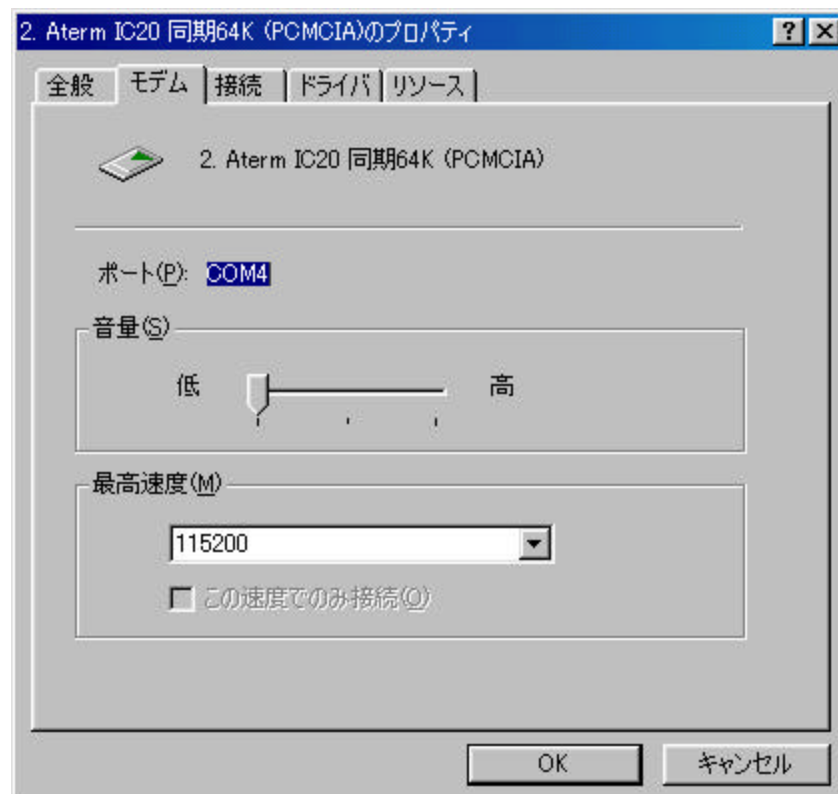 2. Aterm IC20 同期64K (PCMCIA)のプロパティ
全般 モデム 接続 ドライバ リソース
2. Aterm IC20 同期64K (PCMCIA)
ポート(P): COM4
音量(S)
低 高
最高速度(M)
115200
この速度でのみ接続(O)
OK キャンセル